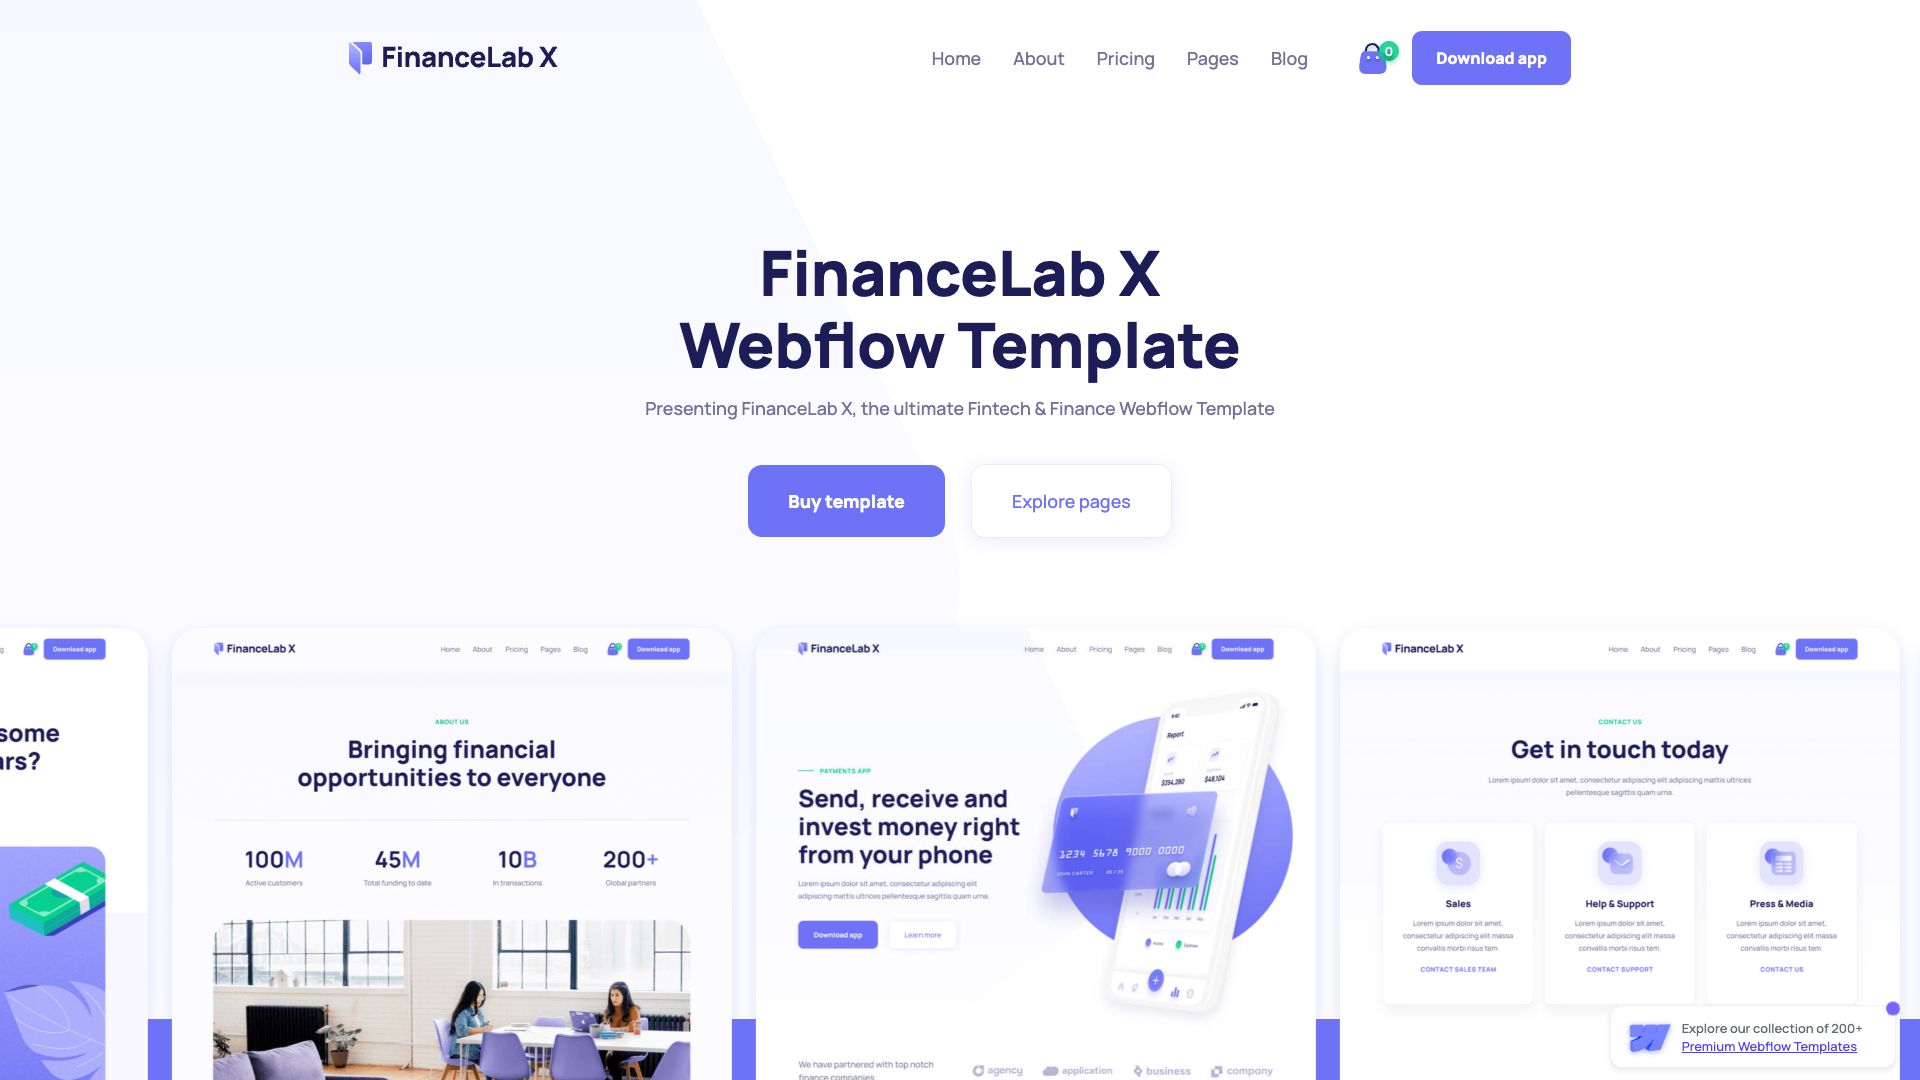 FinanceLab X
Home About Pricing Pages Blog
0
Download app
FinanceLab X
Webflow Template
Presenting FinanceLab X, the ultimate Fintech & Finance Webflow Template
Buy template
Explore pages
Download app
some
ars?
FinanceLab X
Home About Pricing Pages Blog
Download app
ABOUT US
Bringing financial
opportunities to everyone
100M
Active customers
45M
Total funding to date
10B
In transactions
200+
Global partners
FinanceLab X
Home About Pricing Pages Blog
Download app
PAYMENTS APP
Send, receive and
invest money right
from your phone
Lorem ipsum dolor sit amet, consectetur adipiscing elit
adipiscing mattis ultrices pellentesque sagittis quam urna.
Download app
Learn more
9:42
Report
$354,280
$48,104
1234 5678 9000 0000
JOHN CARTER
We have partnered with top notch
finance companies
agency
application
business
company
FinanceLab X
Home About Pricing Pages Blog
Download app
CONTACT US
Get in touch today
Lorem ipsum dolor sit amet, consectetur adipiscing elit adipiscing mattis ultrices
pellentesque sagittis quam urna.
Sales
Lorem ipsum dolor sit amet,
consectetur adipiscing elit massa
convallis morbi risus tem.
CONTACT SALES TEAM
Help & Support
Lorem ipsum dolor sit amet,
consectetur adipiscing elit massa
convallis morbi risus tem.
CONTACT SUPPORT
Press & Media
Lorem ipsum dolor sit amet,
consectetur adipiscing elit massa
convallis morbi risus tem.
CONTACT US
Explore our collection of 200+
Premium Webflow Templates